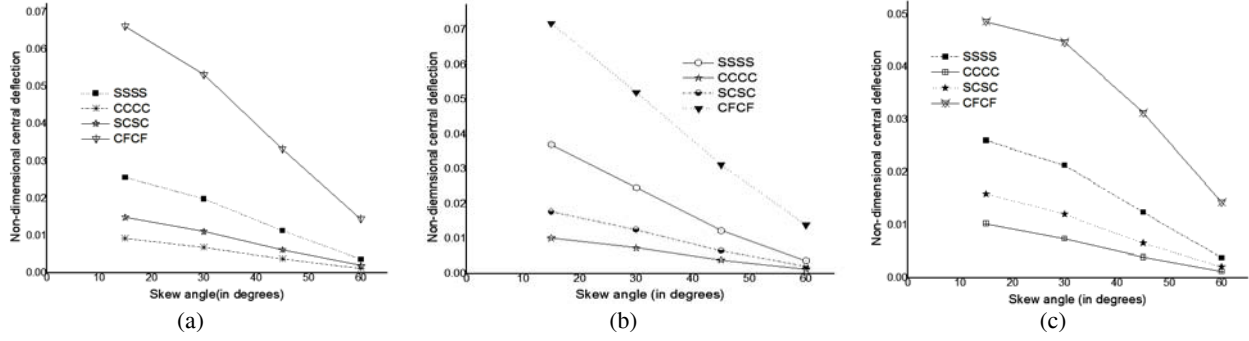 0.07
0.06
0.05
0.04
0.03
0.02
0.01
0.00
Non-dimensional central deflection
SSSS
CCCC
SCSC
CFCF
0 10 20 30 40 50 60
Skew angle(in degrees)
(a)
0.07
0.06
0.05
0.04
0.03
0.02
0.01
0.00
Non-diemnsional central deflection
SSSS
CCCC
SCSC
CFCF
0 10 20 30 40 50 60
Skew angle (in degrees)
(b)
0.05
0.04
0.03
0.02
0.01
0.00
Non-dimensional central deflection
SSSS
CCCC
SCSC
CFCF
0 10 20 30 40 50 60
Skew angle (in degrees)
(c)